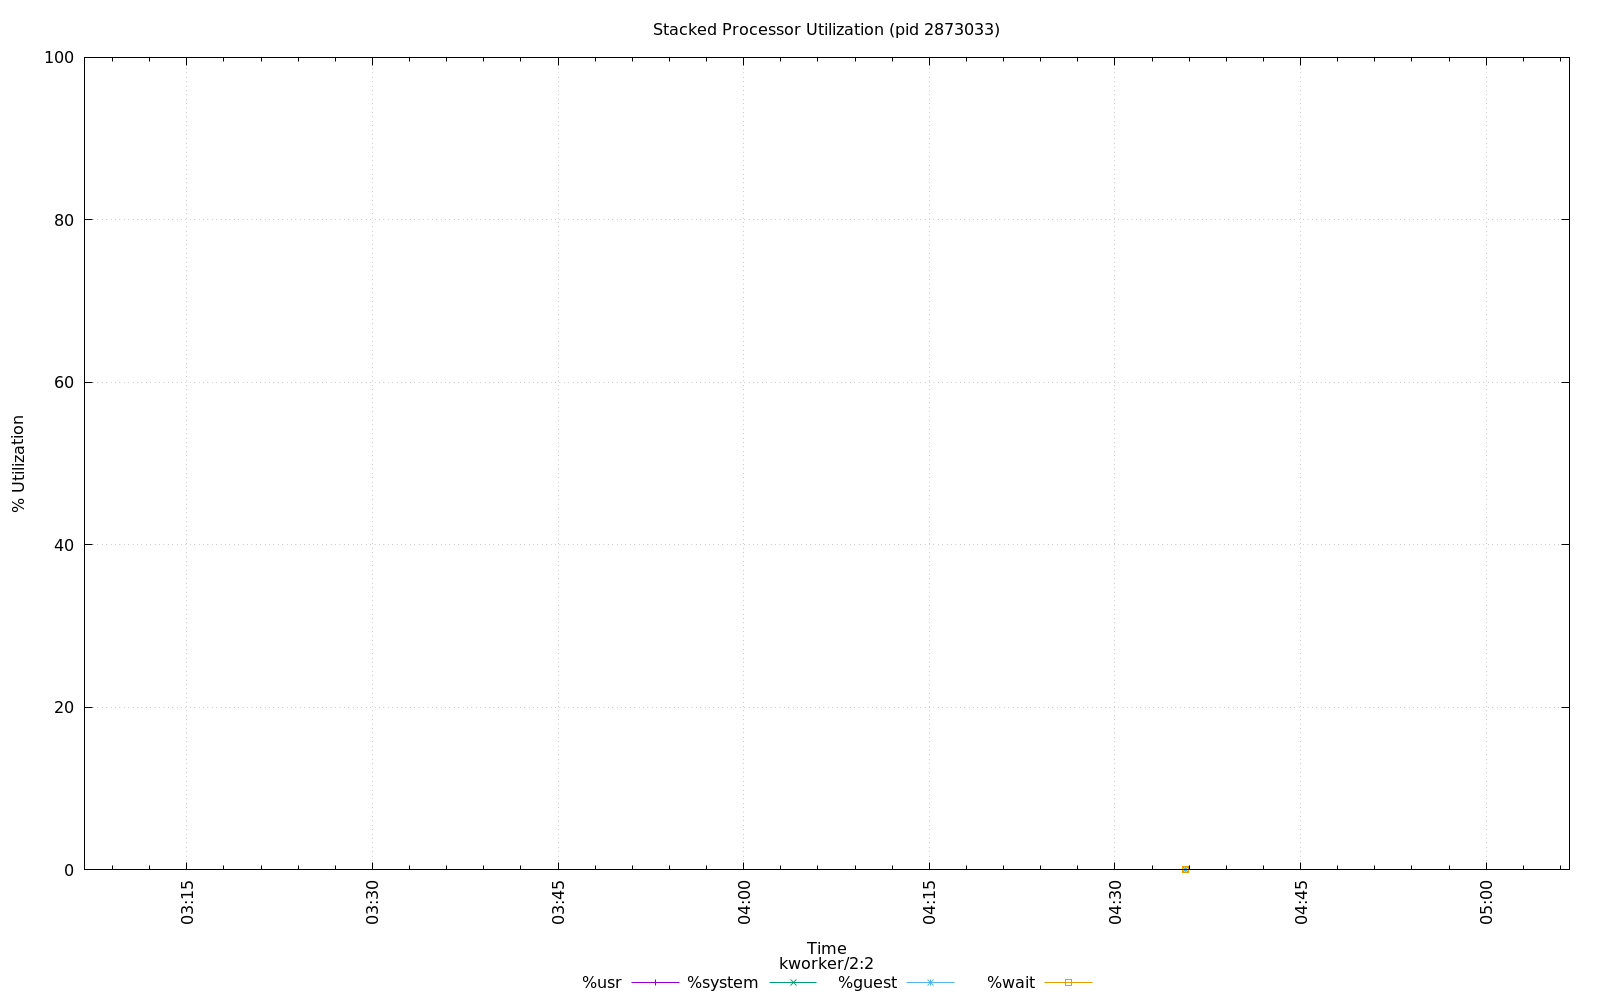 Stacked Processor Utilization (pid 2873033)
100
80
60
40
20
0
% Utilization
03:15 03:30 03:45 04:00 04:15 04:30 04:45 05:00
Time
kworker/2:2
%usr %system %guest %wait